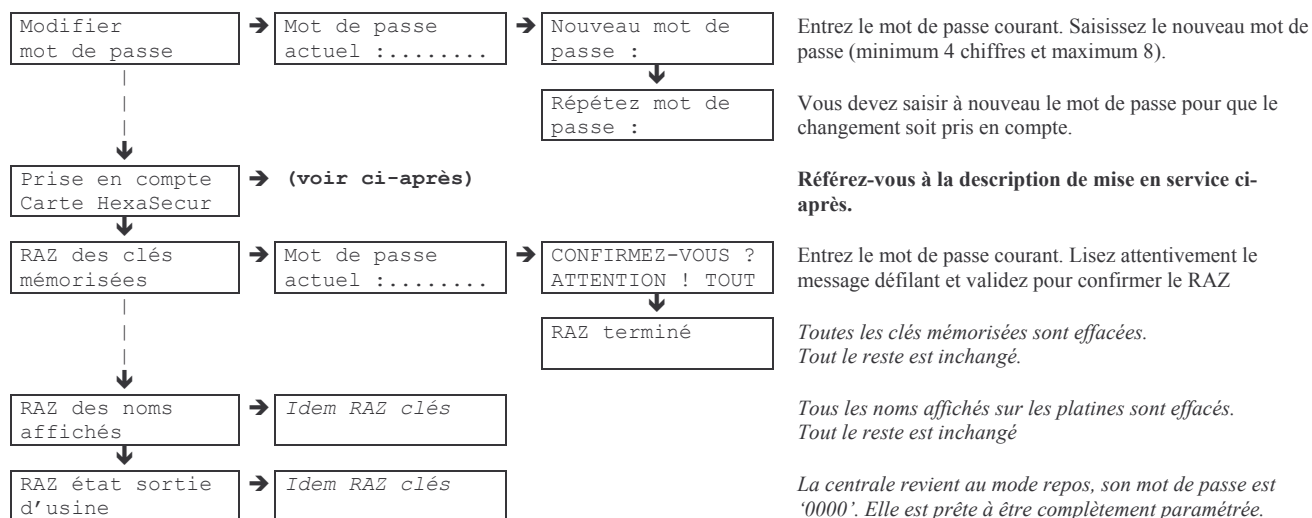 Modifier
mot de passe
Mot de passe
actuel :........
Nouveau mot de
passe :
Entrez le mot de passe courant. Saisissez le nouveau mot de
passe (minimum 4 chiffres et maximum 8).
Répétez mot de
passe :
Vous devez saisir à nouveau le mot de passe pour que le
changement soit pris en compte.
Prise en compte
Carte HexaSecur
(voir ci-après)
Référez-vous à la description de mise en service ci-
après.
RAZ des clés
mémorisées
Mot de passe
actuel :........
CONFIRMEZ-VOUS ?
ATTENTION ! TOUT
Entrez le mot de passe courant. Lisez attentivement le
message défilant et validez pour confirmer le RAZ
RAZ terminé
Toutes les clés mémorisées sont effacées.
Tout le reste est inchangé.
RAZ des noms
affichés
Idem RAZ clés
Tous les noms affichés sur les platines sont effacés.
Tout le reste est inchangé
RAZ état sortie
d’usine
Idem RAZ clés
La centrale revient au mode repos, son mot de passe est
‘0000’. Elle est prête à être complètement paramétrée.